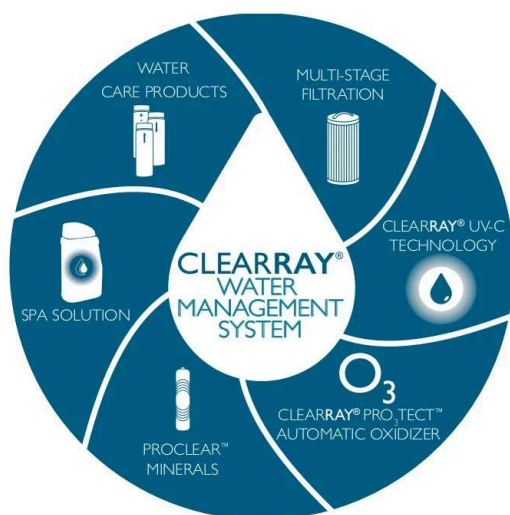 WATER
CARE PRODUCTS
MULTI-STAGE
FILTRATION
CLEARRAY® UV-C
TECHNOLOGY
O3
CLEARRAY® PRO3TECT™
AUTOMATIC OXIDIZER
PROCLEAR™
MINERALS
SPA SOLUTION
CLEARRAY®
WATER
MANAGEMENT
SYSTEM